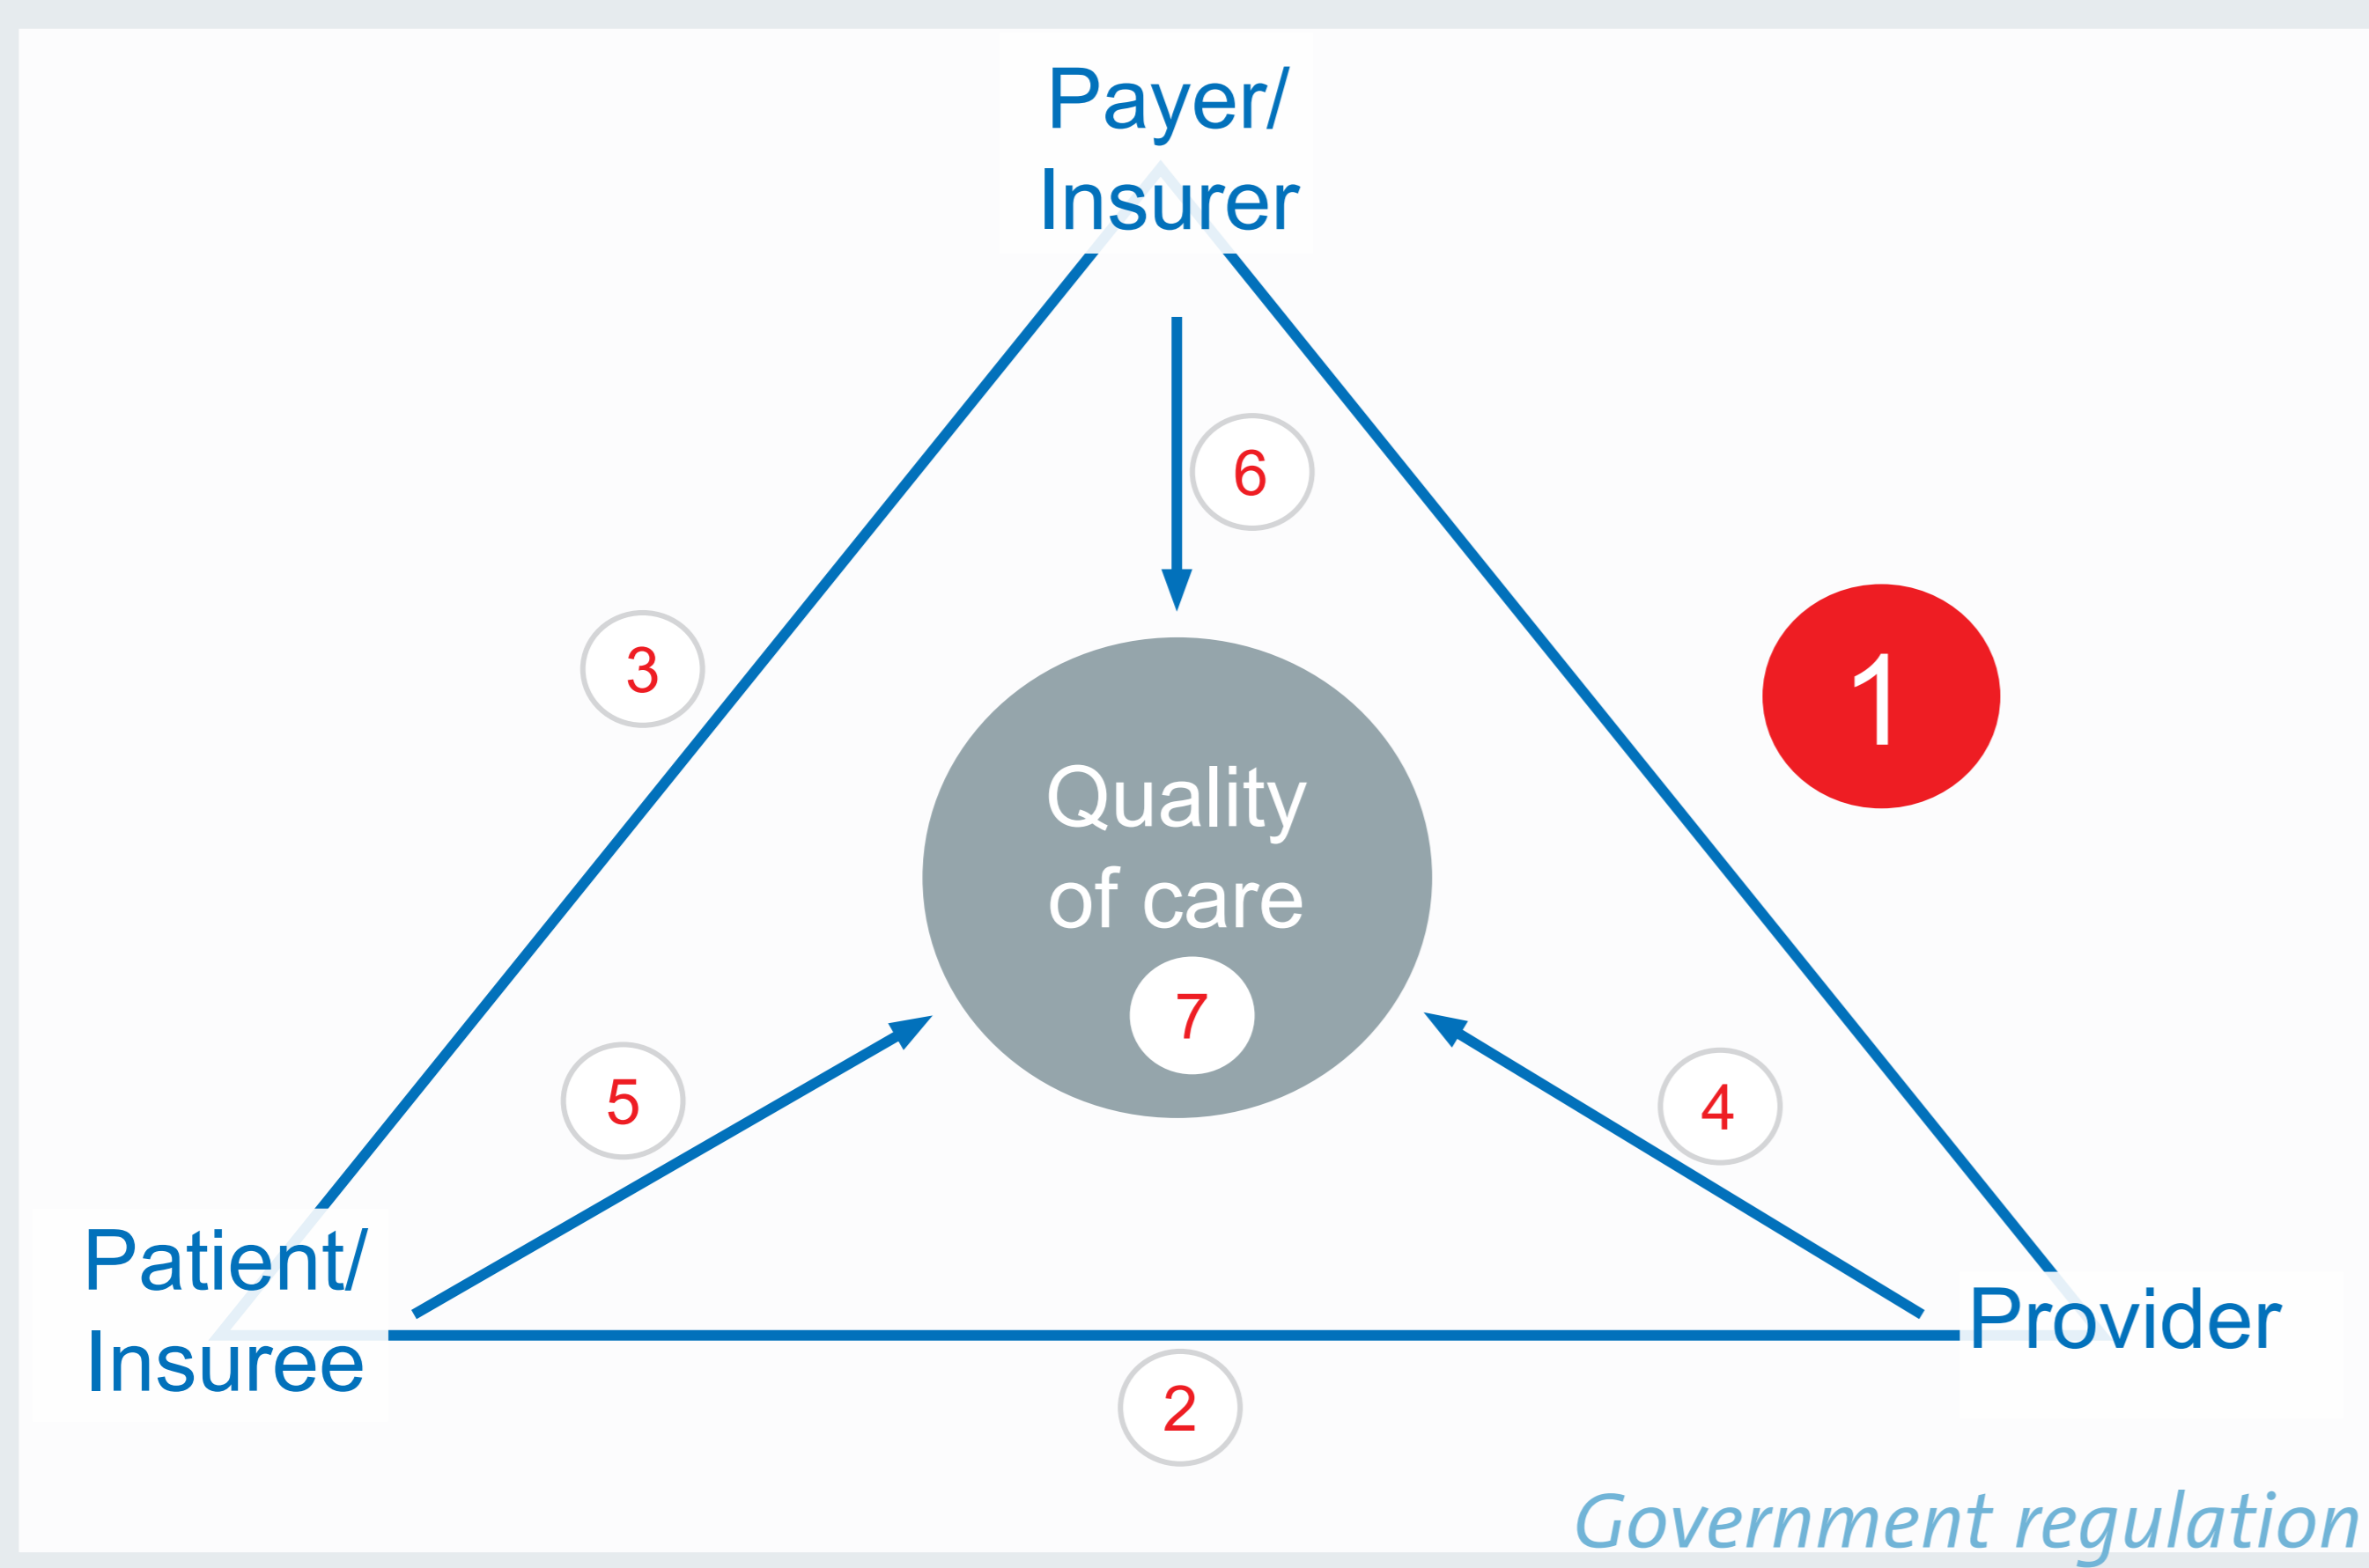 Payer/
Insurer
6
3
1
Quality
of care
7
5
4
Patient/
Insuree
Provider
2
Government regulation